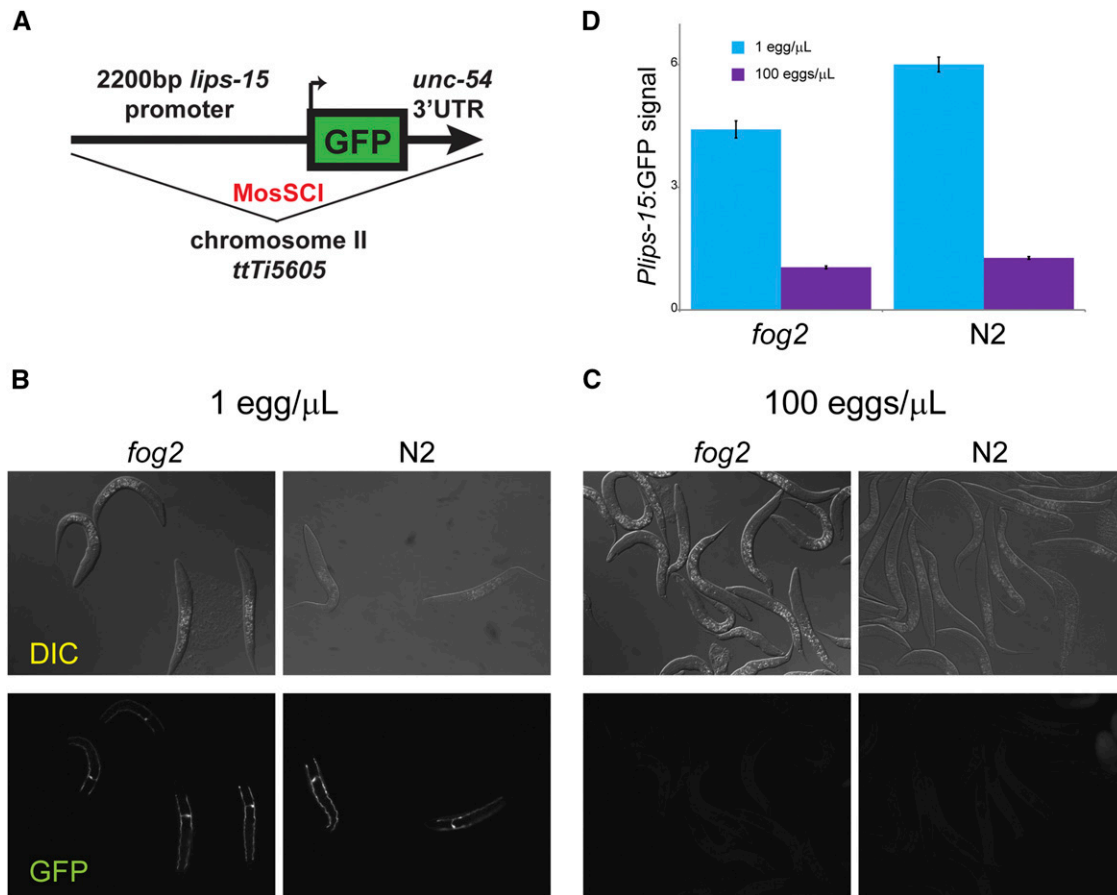 A
2200bp lips-15
promoter
unc-54
3'UTR
GFP
MosSCI
chromosome II
ttTi5605
D
1 egg/μL
100 eggs/μL
6
3
0
Plips-15:GFP signal
fog2
N2
B
1 egg/μL
fog2
N2
DIC
GFP
C
100 eggs/μL
fog2
N2